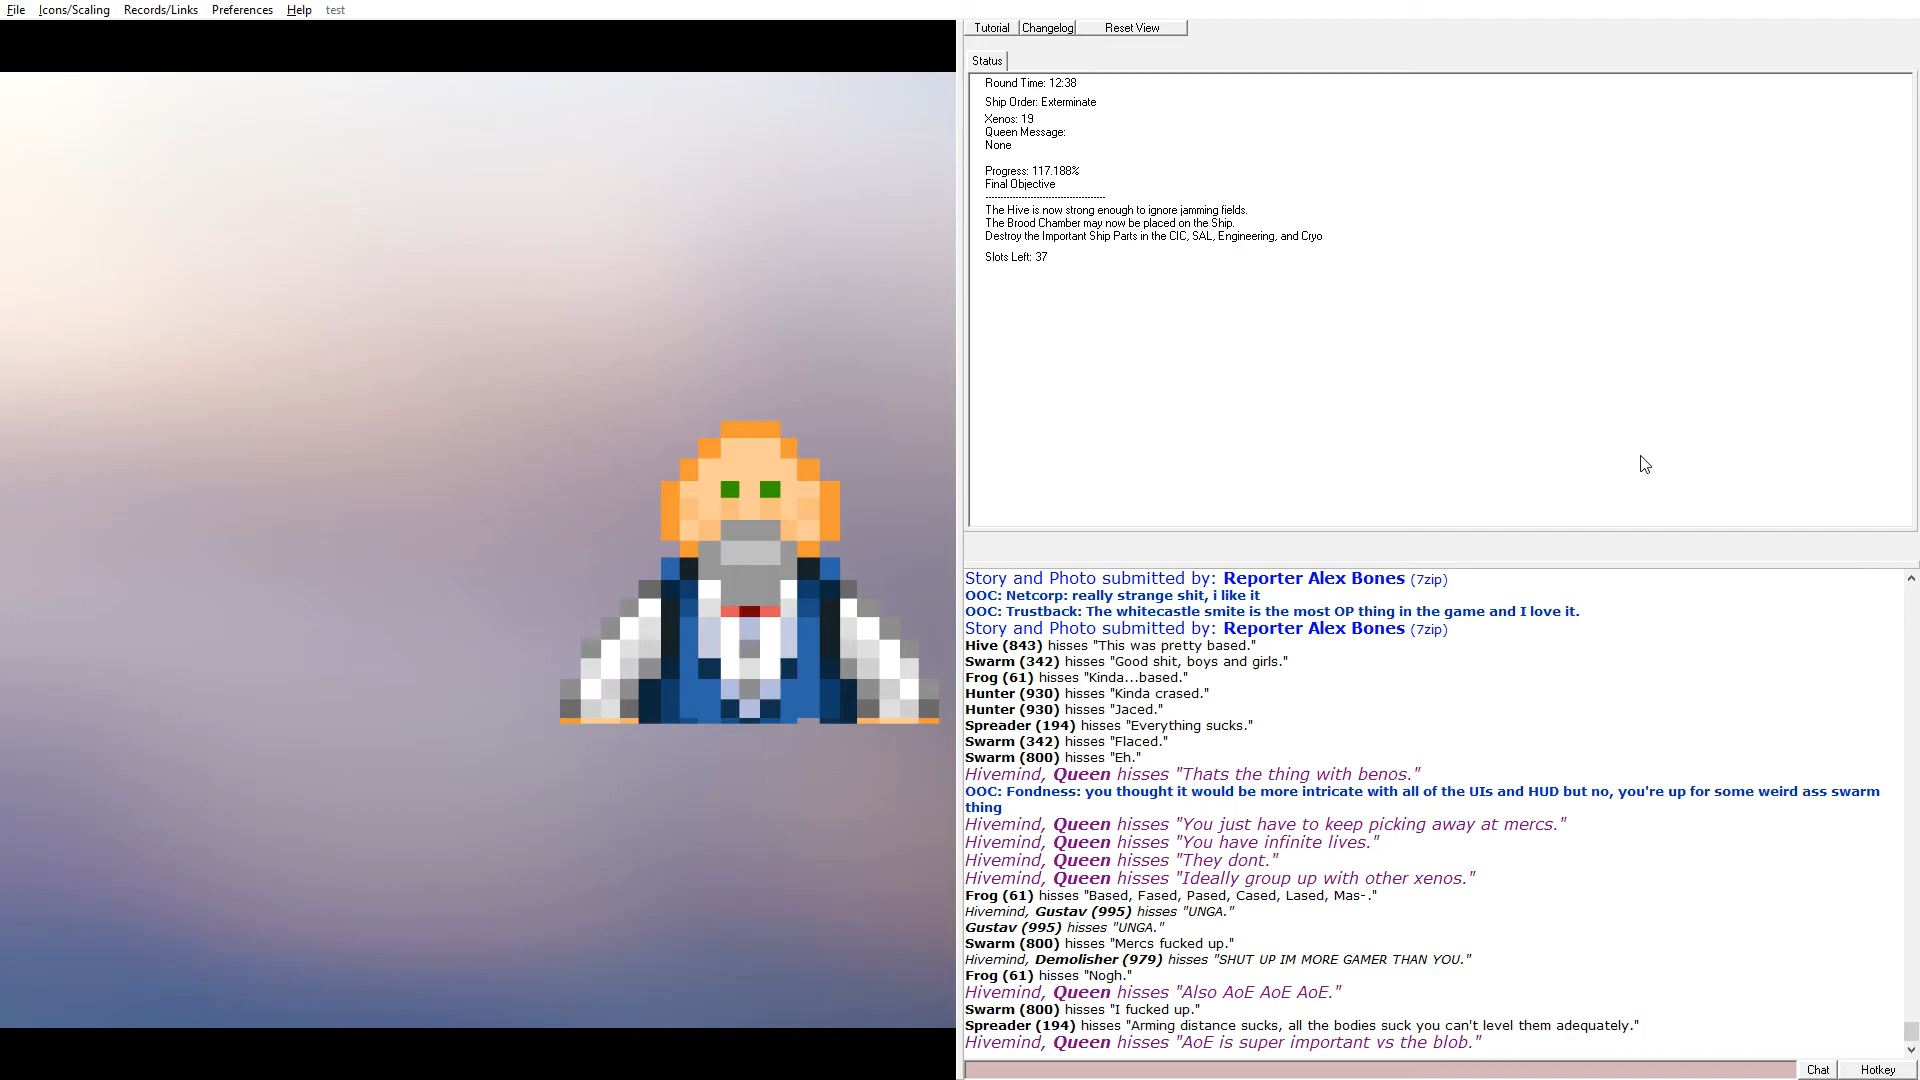 File Icons/Scaling Records/Links Preferences Help test
Tutorial Changelog Reset View
Status
Round Time: 12:38
Ship Order: Exterminate
Xenos: 19
Queen Message:
None
Progress: 117.188%
Final Objective
----------------------------------------
The Hive is now strong enough to ignore jamming fields.
The Brood Chamber may now be placed on the Ship.
Destroy the Important Ship Parts in the CIC, SAL, Engineering, and Cryo
Slots Left: 37
Story and Photo submitted by: Reporter Alex Bones (7zip)
OOC: Netcorp: really strange shit, i like it
OOC: Trustback: The whitecastle smite is the most OP thing in the game and I love it.
Story and Photo submitted by: Reporter Alex Bones (7zip)
Hive (843) hisses "This was pretty based."
Swarm (342) hisses "Good shit, boys and girls."
Frog (61) hisses "Kinda...based."
Hunter (930) hisses "Kinda crased."
Hunter (930) hisses "Jaced."
Spreader (194) hisses "Everything sucks."
Swarm (342) hisses "Flaced."
Swarm (800) hisses "Eh."
Hivemind, Queen hisses "Thats the thing with benos."
OOC: Fondness: you thought it would be more intricate with all of the UIs and HUD but no, you're up for some weird ass swarm
thing
Hivemind, Queen hisses "You just have to keep picking away at mercs."
Hivemind, Queen hisses "You have infinite lives."
Hivemind, Queen hisses "They dont."
Hivemind, Queen hisses "Ideally group up with other xenos."
Frog (61) hisses "Based, Fased, Pased, Cased, Lased, Mas-."
Hivemind, Gustav (995) hisses "UNGA."
Gustav (995) hisses "UNGA."
Swarm (800) hisses "Mercs fucked up."
Hivemind, Demolisher (979) hisses "SHUT UP IM MORE GAMER THAN YOU."
Frog (61) hisses "Nogh."
Hivemind, Queen hisses "Also AoE AoE AoE."
Swarm (800) hisses "I fucked up."
Spreader (194) hisses "Arming distance sucks, all the bodies suck you can't level them adequately."
Hivemind, Queen hisses "AoE is super important vs the blob."
Chat Hotkey